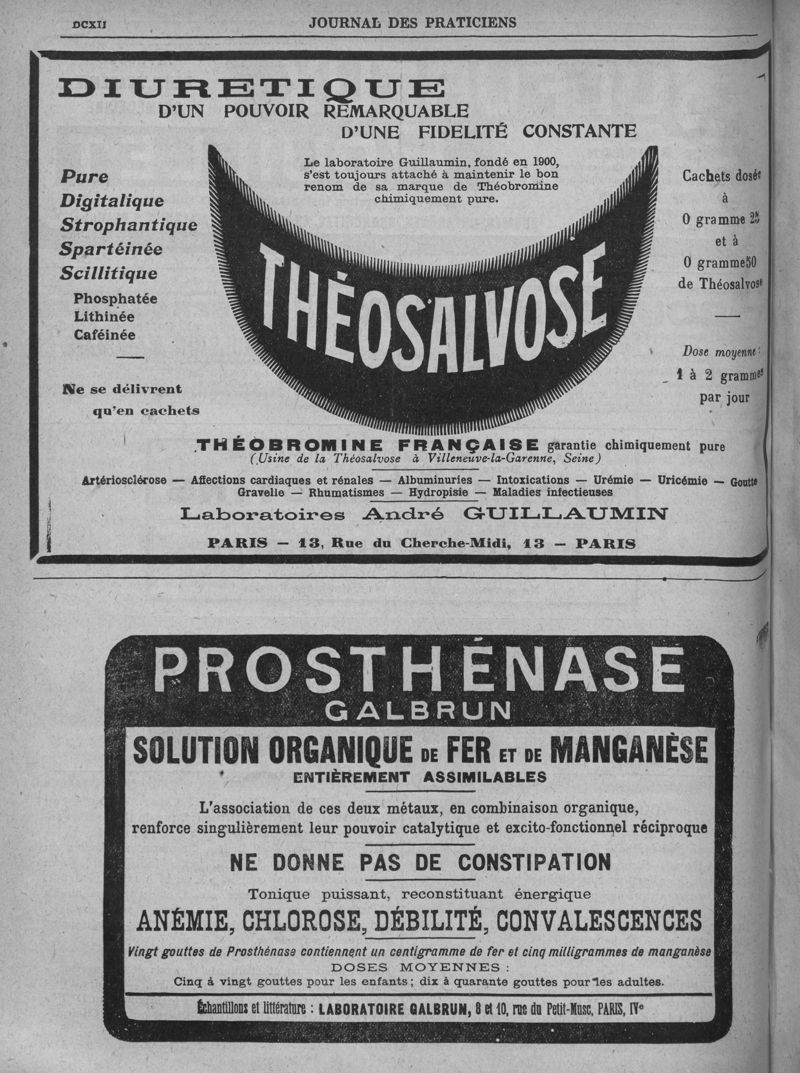 DCXII
JOURNAL DES PRATICIENS
DIURETIQUE
D'UN POUVOIR REMARQUABLE
D'UNE FIDELITÉ CONSTANTE
Le laboratoire Guillaumin, fondé en 1900,
s'est toujours attaché à maintenir le bon
renom de sa marque de Théobromine
chimiquement pure.
Pure
Digitalique
Strophantique
Spartéinée
Scillitique
Phosphatée
Lithinée
Caféinée
Ne se délivrent
qu'en cachets
THÉOSALVOSE
Cachets dosés
à
0 gramme 25
et à
0 gramme50
de Théosalvose
Dose moyenne :
1 à 2 grammes
par jour
THÉOBROMINE FRANÇAISE garantie chimiquement pure
(Usine de la Théosalvose à Villeneuve-la-Garenne, Seine)
Artériosclérose — Affections cardiaques et rénales — Albuminuries — Intoxications — Urémie — Uricémie — Goutte
Gravelle — Rhumatismes — Hydropisie — Maladies infectieuses
Laboratoires André GUILLAUMIN
PARIS — 13, Rue du Cherche-Midi, 13 — PARIS
PROSTHÉNASE
GALBRUN
SOLUTION ORGANIQUE DE FER ET DE MANGANÈSE
ENTIÈREMENT ASSIMILABLES
L'association de ces deux métaux, en combinaison organique,
renforce singulièrement leur pouvoir catalytique et excito-fonctionnel réciproque
NE DONNE PAS DE CONSTIPATION
Tonique puissant, reconstituant énergique
ANÉMIE, CHLOROSE, DÉBILITÉ, CONVALESCENCES
Vingt gouttes de Prosthénase contiennent un centigramme de fer et cinq milligrammes de manganèse
DOSES MOYENNES :
Cinq à vingt gouttes pour les enfants ; dix à quarante gouttes pour les adultes.
Échantillons et littérature : LABORATOIRE GALBRUN, 8 et 10, rue du Petit-Musc, PARIS, IVe